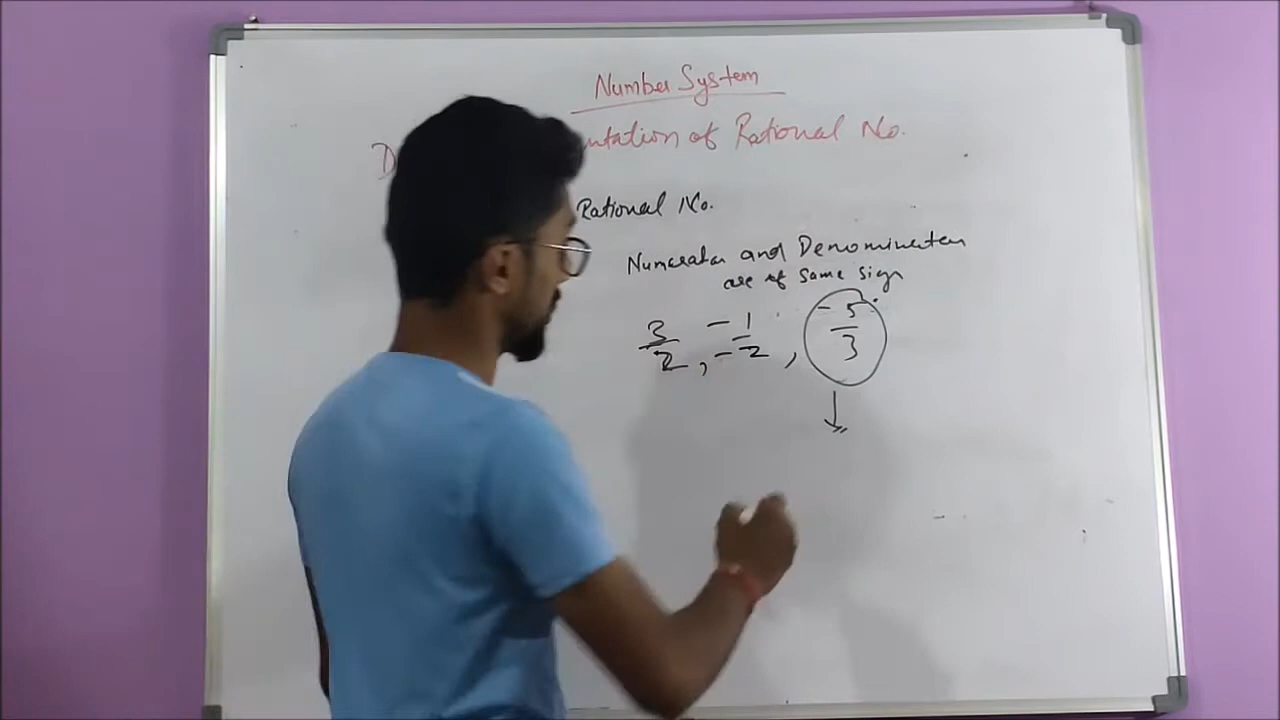 Number System
D ntation of Rational No.
Rational No.
Numerator and Denominator
are of same sign
3/2, -1/-2, -5/3